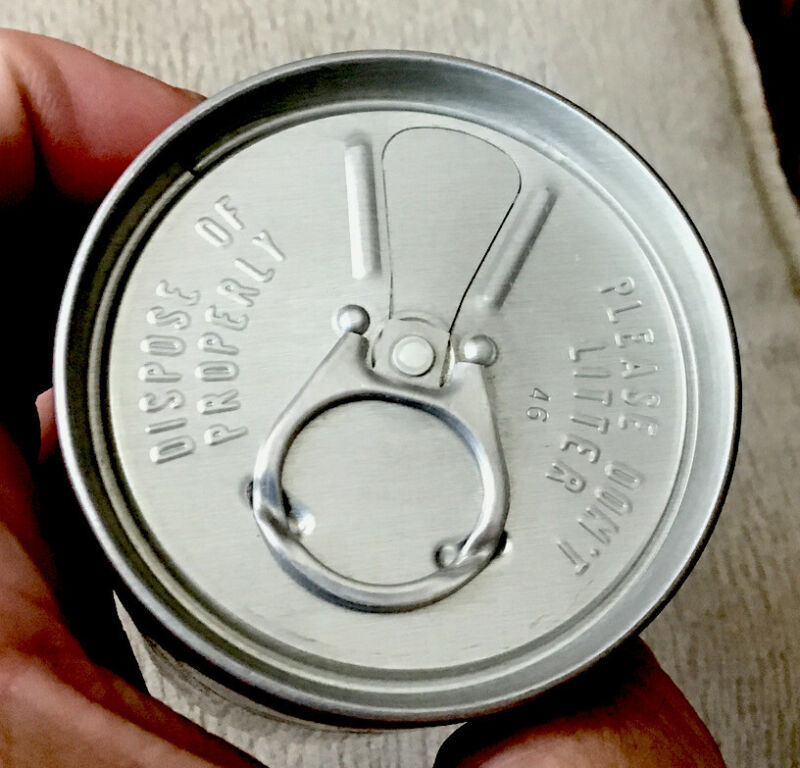 DISPOSE OF
PROPERLY
PLEASE DON'T
LITTER
46